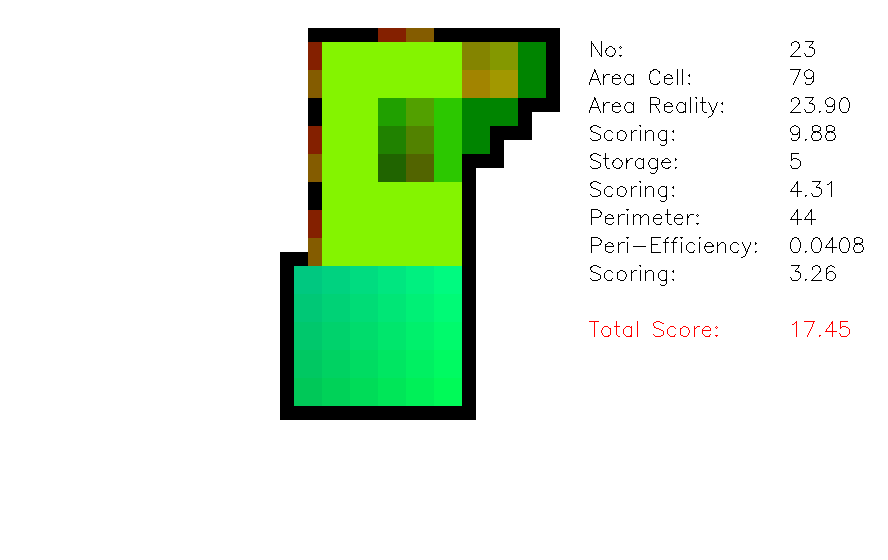 No: 23
Area Cell: 79
Area Reality: 23.90
Scoring: 9.88
Storage: 5
Scoring: 4.31
Perimeter: 44
Peri-Efficiency: 0.0408
Scoring: 3.26
Total Score: 17.45